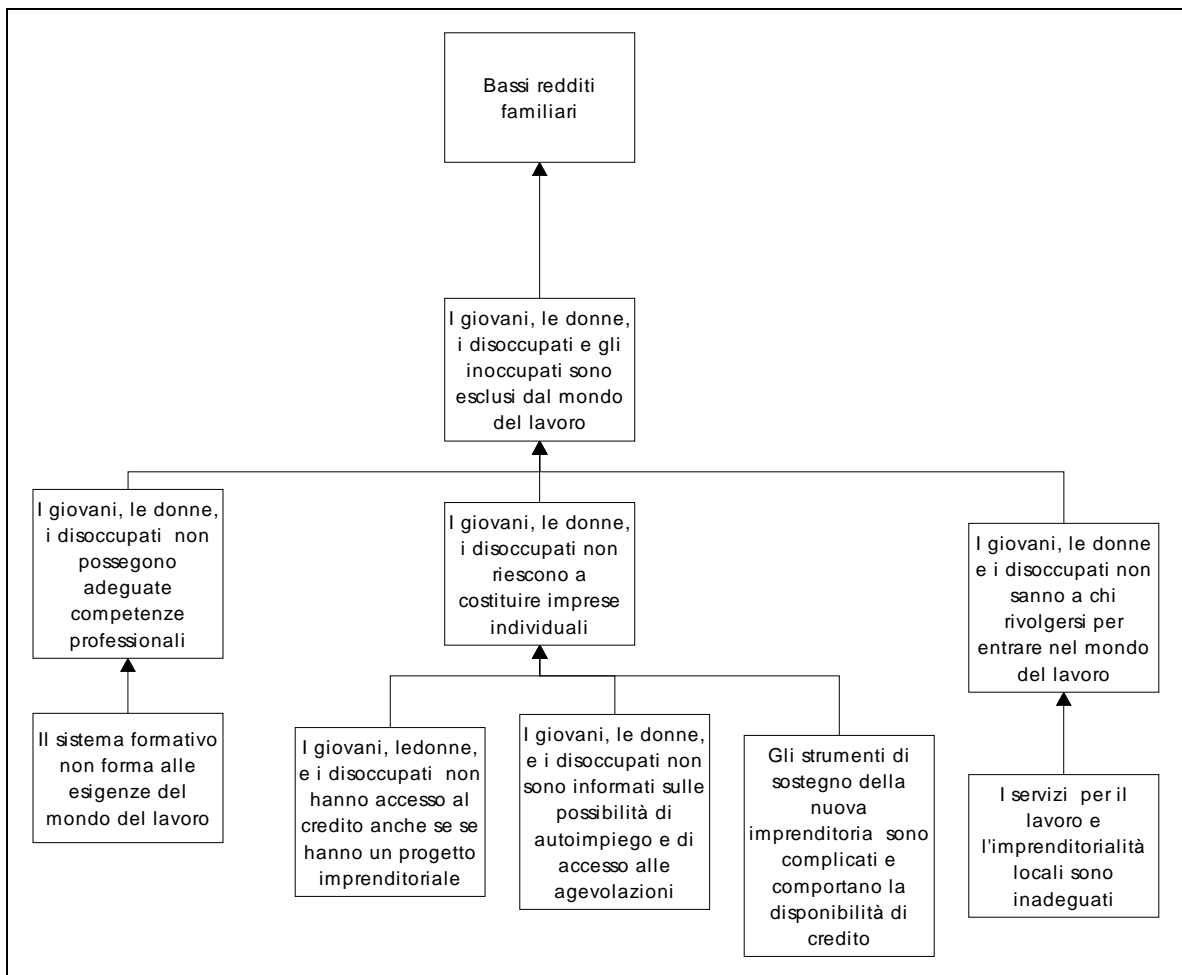 Bassi redditi
familiari
I giovani, le donne,
i disoccupati e gli
inoccupati sono
esclusi dal mondo
del lavoro
I giovani, le donne,
i disoccupati non
possegono
adeguate
competenze
professionali
I giovani, le donne,
i disoccupati non
riescono a
costituire imprese
individuali
I giovani, le donne
e i disoccupati non
sanno a chi
rivolgersi per
entrare nel mondo
del lavoro
Il sistema formativo
non forma alle
esigenze del
mondo del lavoro
I giovani, ledonne,
e i disoccupati non
hanno accesso al
credito anche se se
hanno un progetto
imprenditoriale
I giovani, le donne,
e i disoccupati non
sono informati sulle
possibilità di
autoimpiego e di
accesso alle
agevolazioni
Gli strumenti di
sostegno della
nuova
imprenditoria sono
complicati e
comportano la
disponibilità di
credito
I servizi per il
lavoro e
l'imprenditorialità
locali sono
inadeguati